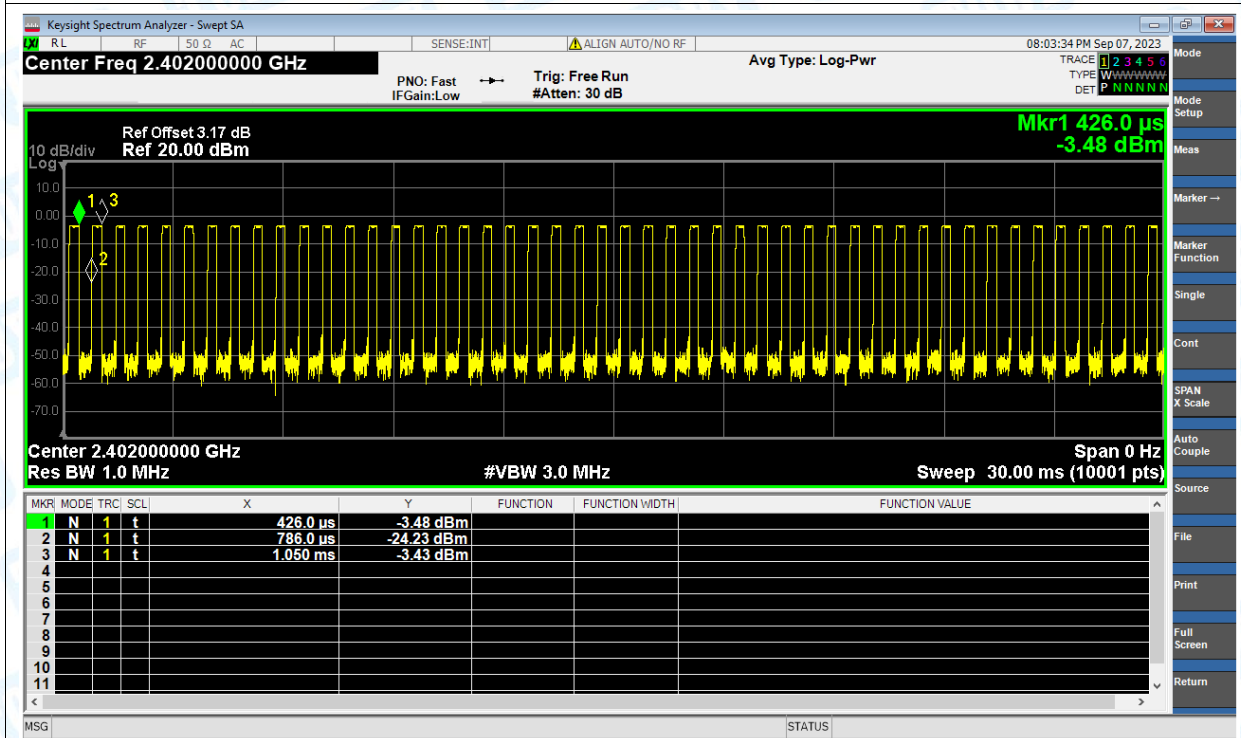 Keysight Spectrum Analyzer - Swept SA
LXI RL RF 50 Ω AC SENSE:INT ALIGN AUTO/NO RF 08:03:34 PM Sep 07, 2023
Center Freq 2.402000000 GHz
PNO: Fast
IFGain:Low
Trig: Free Run
#Atten: 30 dB
Avg Type: Log-Pwr
TRACE 1 2 3 4 5 6
TYPE WWWWWW
DET P N N N N N
Mkr1 426.0 µs
-3.48 dBm
Ref Offset 3.17 dB
10 dB/div Ref 20.00 dBm
Log
10.0
0.00
-10.0
-20.0
-30.0
-40.0
-50.0
-60.0
-70.0
1
3
2
Center 2.402000000 GHz Span 0 Hz
Res BW 1.0 MHz #VBW 3.0 MHz Sweep 30.00 ms (10001 pts)
MKR MODE TRC SCL X Y FUNCTION FUNCTION WIDTH FUNCTION VALUE
1 N 1 t 426.0 µs -3.48 dBm
2 N 1 t 786.0 µs -24.23 dBm
3 N 1 t 1.050 ms -3.43 dBm
4
5
6
7
8
9
10
11
MSG STATUS
Mode
Mode
Setup
Meas
Marker →
Marker
Function
Single
Cont
SPAN
X Scale
Auto
Couple
Source
File
Print
Full
Screen
Return